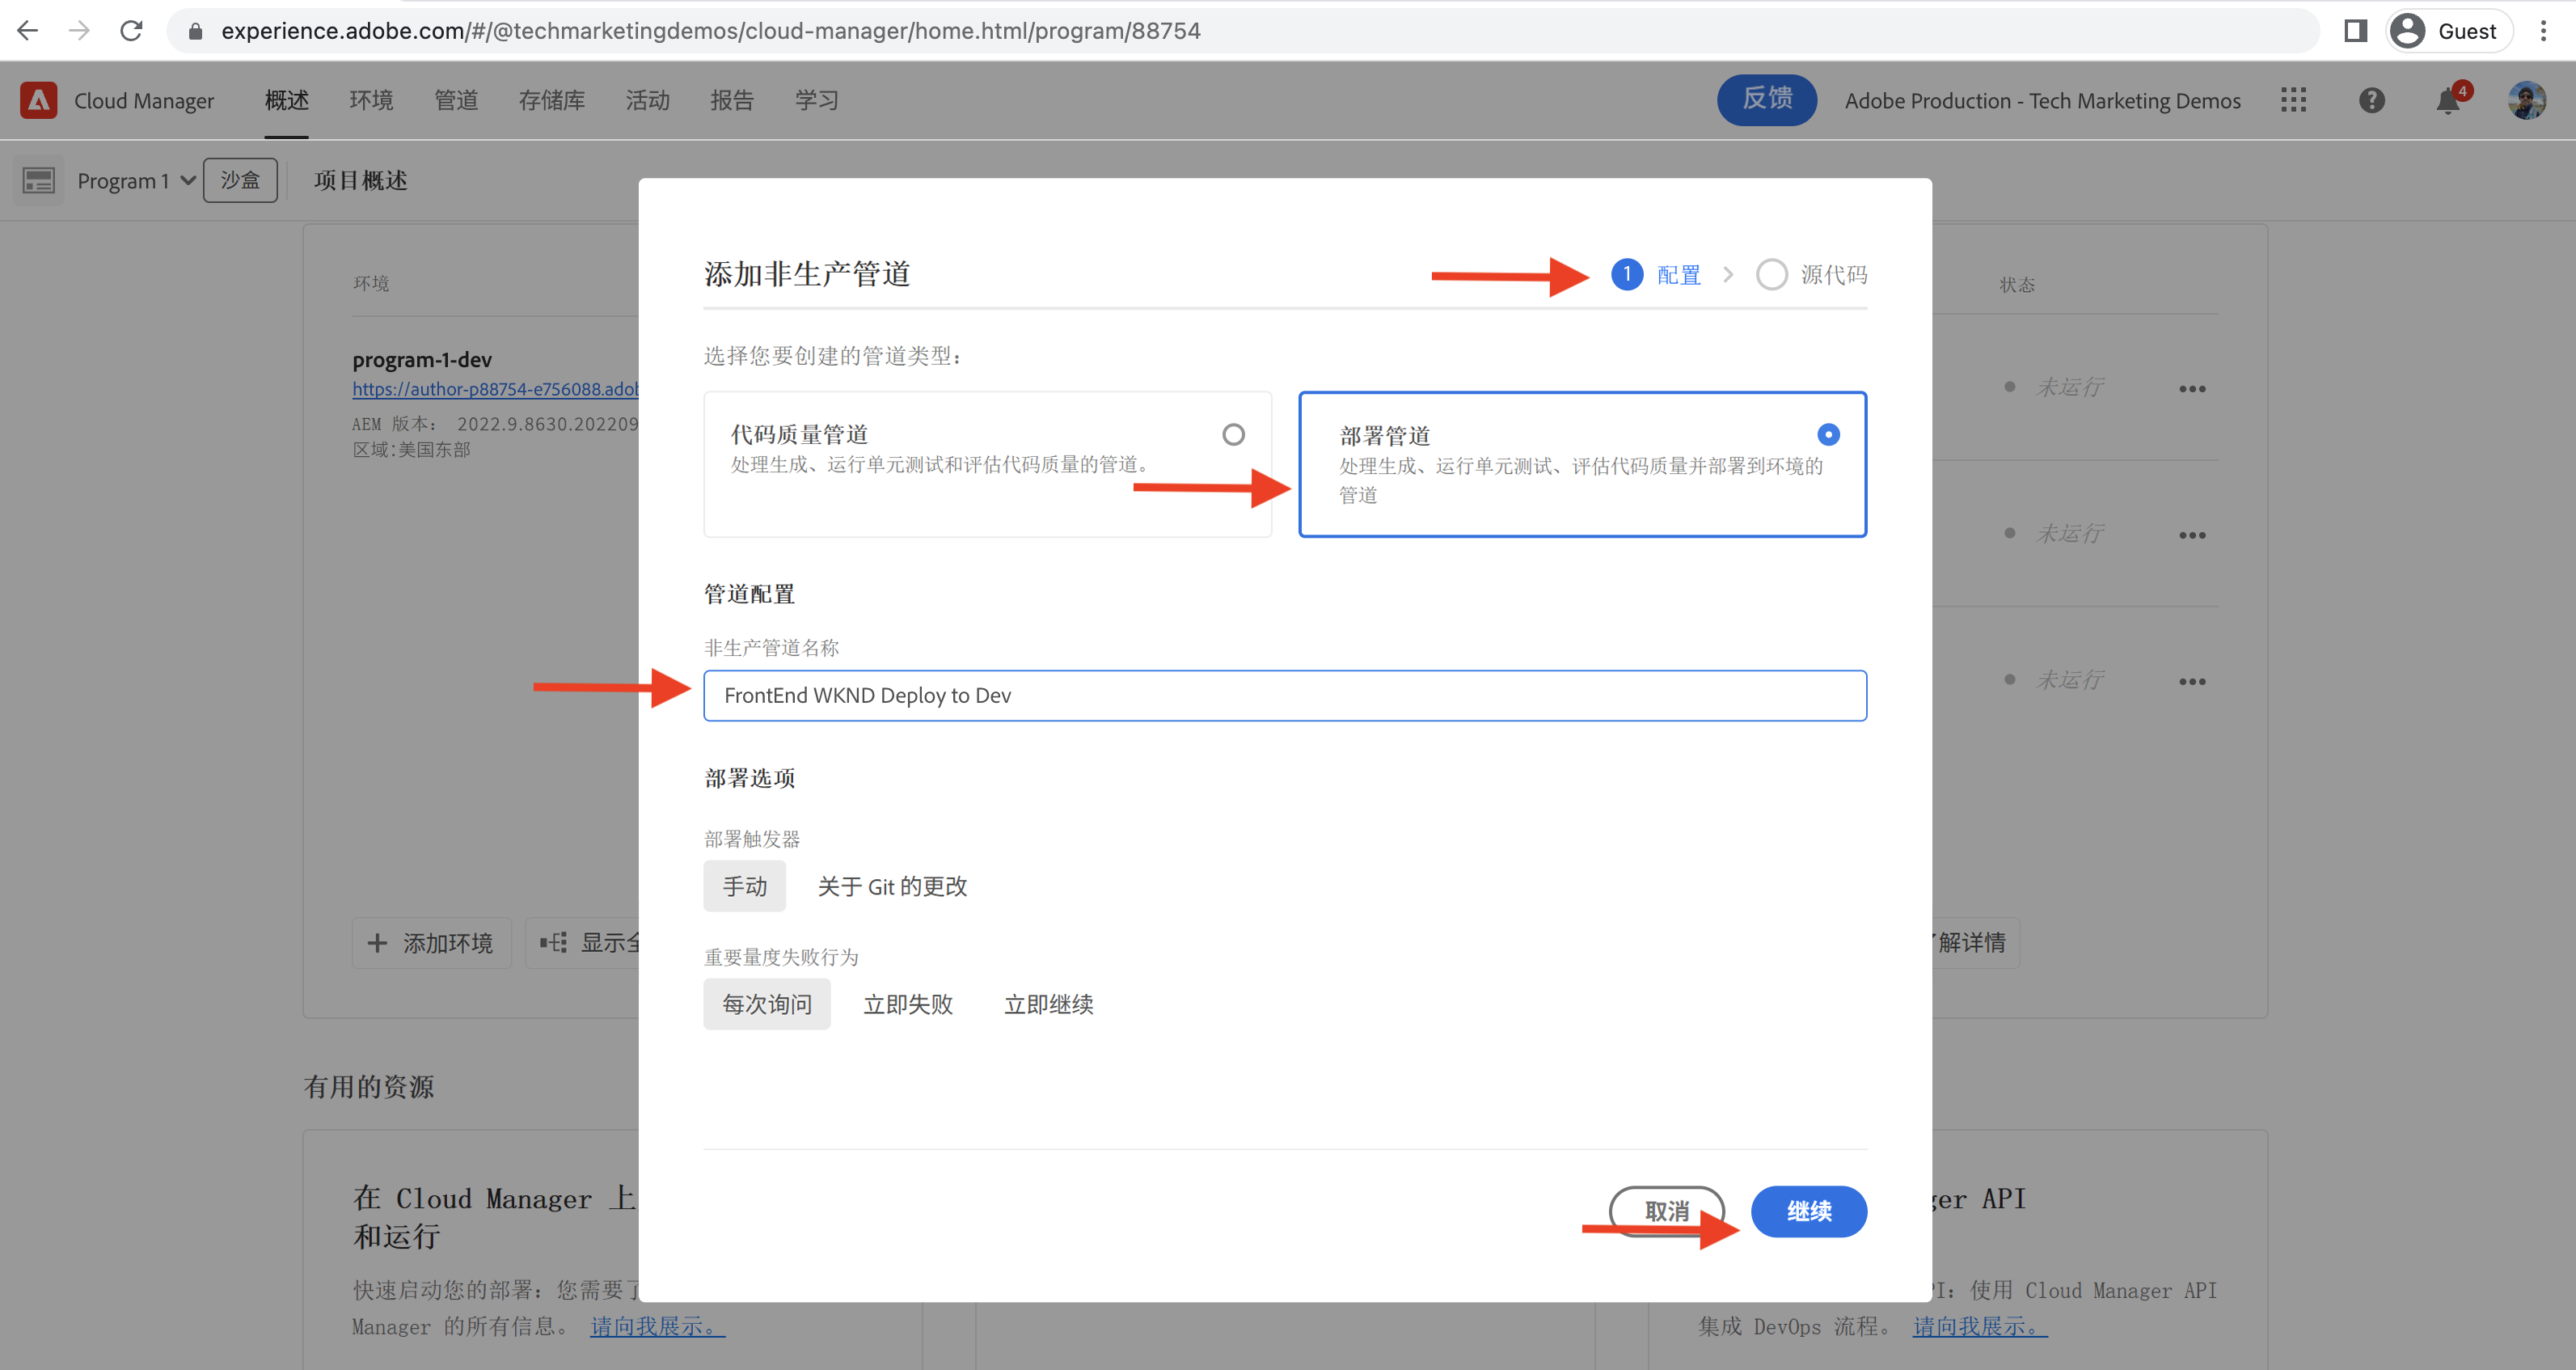 experience.adobe.com/#/@techmarketingdemos/cloud-manager/home.html/program/88754
Guest
Cloud Manager
概述
环境
管道
存储库
活动
报告
学习
反馈
Adobe Production - Tech Marketing Demos
4
Program 1
沙盒
项目概述
环境
状态
program-1-dev
https://author-p88754-e756088.adob
AEM 版本： 2022.9.8630.202209
区域:美国东部
未运行
未运行
未运行
添加环境
显示全
了解详情
添加非生产管道
1 配置
源代码
选择您要创建的管道类型：
代码质量管道
处理生成、运行单元测试和评估代码质量的管道。
部署管道
处理生成、运行单元测试、评估代码质量并部署到环境的
管道
管道配置
非生产管道名称
FrontEnd WKND Deploy to Dev
部署选项
部署触发器
手动
关于 Git 的更改
重要量度失败行为
每次询问
立即失败
立即继续
取消
继续
有用的资源
在 Cloud Manager 上
和运行
快速启动您的部署：您需要了
Manager 的所有信息。 请向我展示。
ger API
PI：使用 Cloud Manager API
集成 DevOps 流程。 请向我展示。